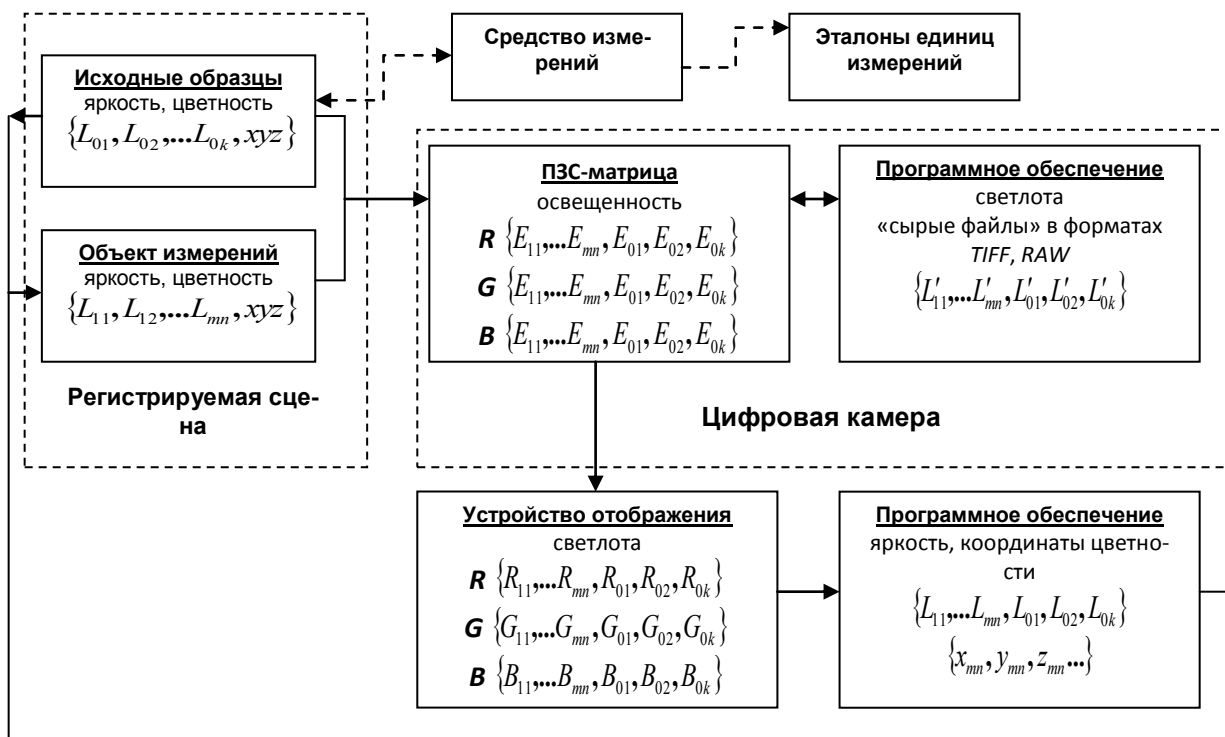 Средство изме-
рений
Эталоны единиц
измерений
Исходные образцы
яркость, цветность
{L₀₁, L₀₂,...L₀ₖ, xyz}
Объект измерений
яркость, цветность
{L₁₁, L₁₂,...Lₘₙ, xyz}
Регистрируемая сце-
на
ПЗС-матрица
освещенность
R {E₁₁,...Eₘₙ, E₀₁, E₀₂, E₀ₖ}
G {E₁₁,...Eₘₙ, E₀₁, E₀₂, E₀ₖ}
B {E₁₁,...Eₘₙ, E₀₁, E₀₂, E₀ₖ}
Программное обеспечение
светлота
«сырые файлы» в форматах
TIFF, RAW
{L′₁₁,...L′ₘₙ, L′₀₁, L′₀₂, L′₀ₖ}
Цифровая камера
Устройство отображения
светлота
R {R₁₁,...Rₘₙ, R₀₁, R₀₂, R₀ₖ}
G {G₁₁,...Gₘₙ, G₀₁, G₀₂, G₀ₖ}
B {B₁₁,...Bₘₙ, B₀₁, B₀₂, B₀ₖ}
Программное обеспечение
яркость, координаты цветно-
сти
{L₁₁,...Lₘₙ, L₀₁, L₀₂, L₀ₖ}
{xₘₙ, yₘₙ, zₘₙ...}